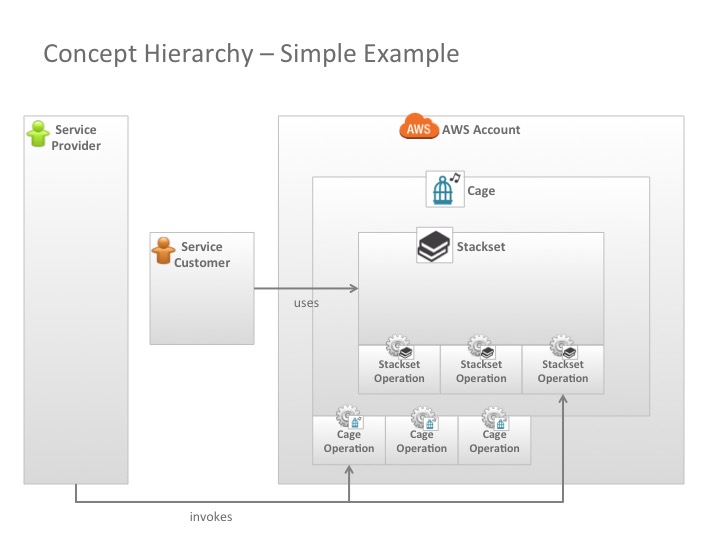 Concept Hierarchy – Simple Example
Service
Provider
AWS
AWS Account
Cage
Service
Customer
Stackset
uses
Stackset
Operation
Stackset
Operation
Stackset
Operation
Cage
Operation
Cage
Operation
Cage
Operation
invokes